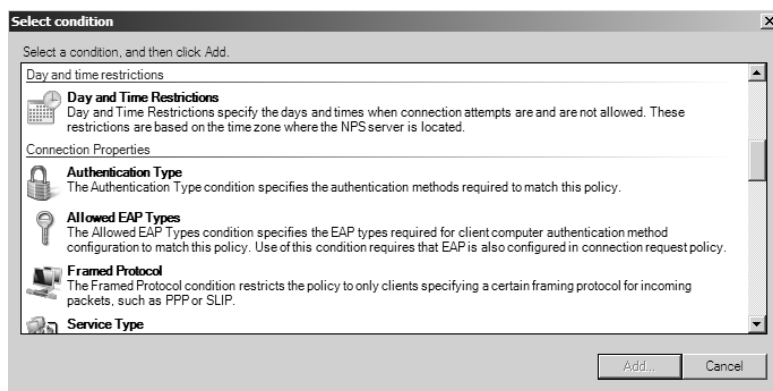 Select condition
Select a condition, and then click Add.
Day and time restrictions
Day and Time Restrictions
Day and Time Restrictions specify the days and times when connection attempts are and are not allowed. These
restrictions are based on the time zone where the NPS server is located.
Connection Properties
Authentication Type
The Authentication Type condition specifies the authentication methods required to match this policy.
Allowed EAP Types
The Allowed EAP Types condition specifies the EAP types required for client computer authentication method
configuration to match this policy. Use of this condition requires that EAP is also configured in connection request policy.
Framed Protocol
The Framed Protocol condition restricts the policy to only clients specifying a certain framing protocol for incoming
packets, such as PPP or SLIP.
Service Type
Add... Cancel